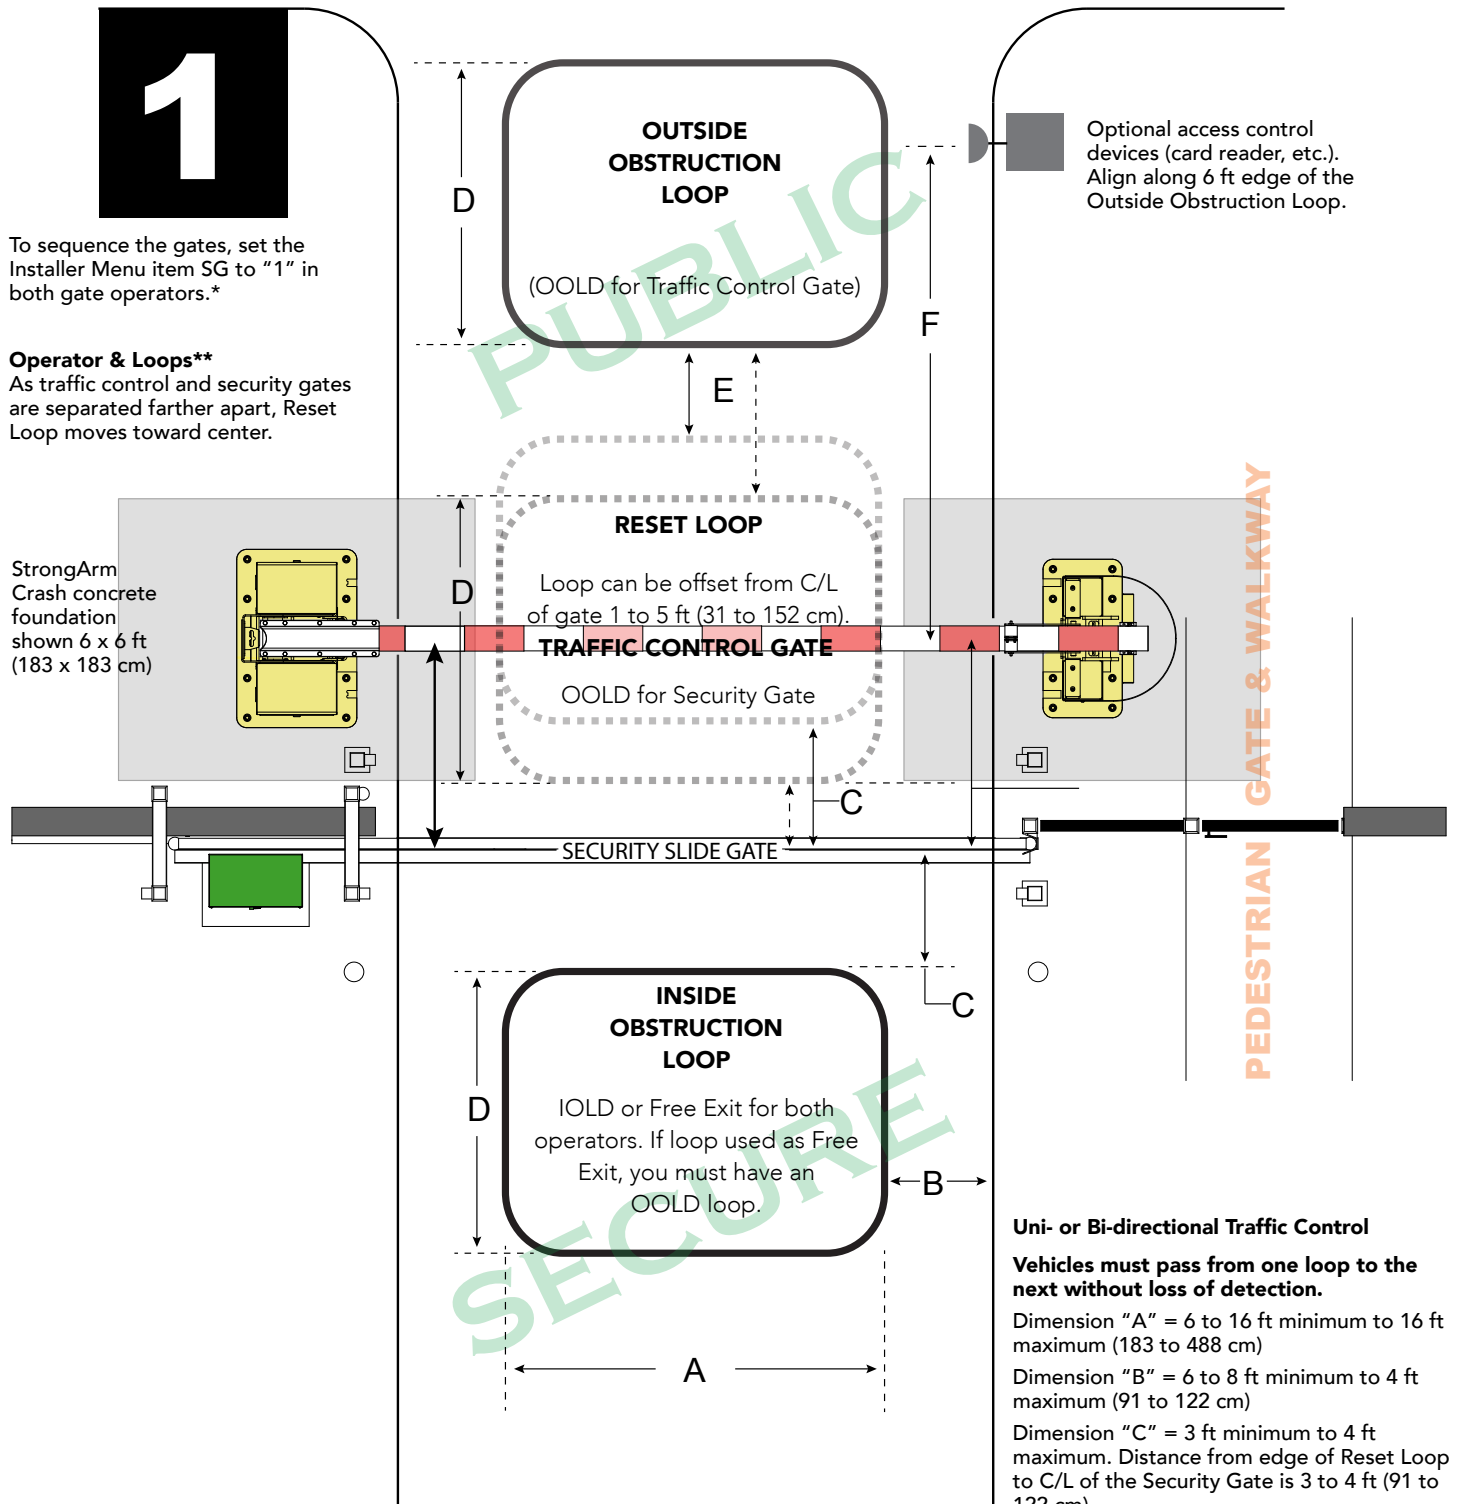 1
To sequence the gates, set the
Installer Menu item SG to “1” in
both gate operators.*
Operator & Loops**
As traffic control and security gates
are separated farther apart, Reset
Loop moves toward center.
StrongArm
Crash concrete
foundation
shown 6 x 6 ft
(183 x 183 cm)
OUTSIDE
OBSTRUCTION
LOOP
(OOLD for Traffic Control Gate)
PUBLIC
D
E
F
Optional access control
devices (card reader, etc.).
Align along 6 ft edge of the
Outside Obstruction Loop.
RESET LOOP
Loop can be offset from C/L
of gate 1 to 5 ft (31 to 152 cm).
TRAFFIC CONTROL GATE
OOLD for Security Gate
D
C
SECURITY SLIDE GATE
PEDESTRIAN GATE & WALKWAY
C
INSIDE
OBSTRUCTION
LOOP
IOLD or Free Exit for both
operators. If loop used as Free
Exit, you must have an
OOLD loop.
SECURE
D
B
A
Uni- or Bi-directional Traffic Control
Vehicles must pass from one loop to the
next without loss of detection.
Dimension “A” = 6 to 16 ft minimum to 16 ft
maximum (183 to 488 cm)
Dimension “B” = 6 to 8 ft minimum to 4 ft
maximum (91 to 122 cm)
Dimension “C” = 3 ft minimum to 4 ft
maximum. Distance from edge of Reset Loop
to C/L of the Security Gate is 3 to 4 ft (91 to
122 cm)